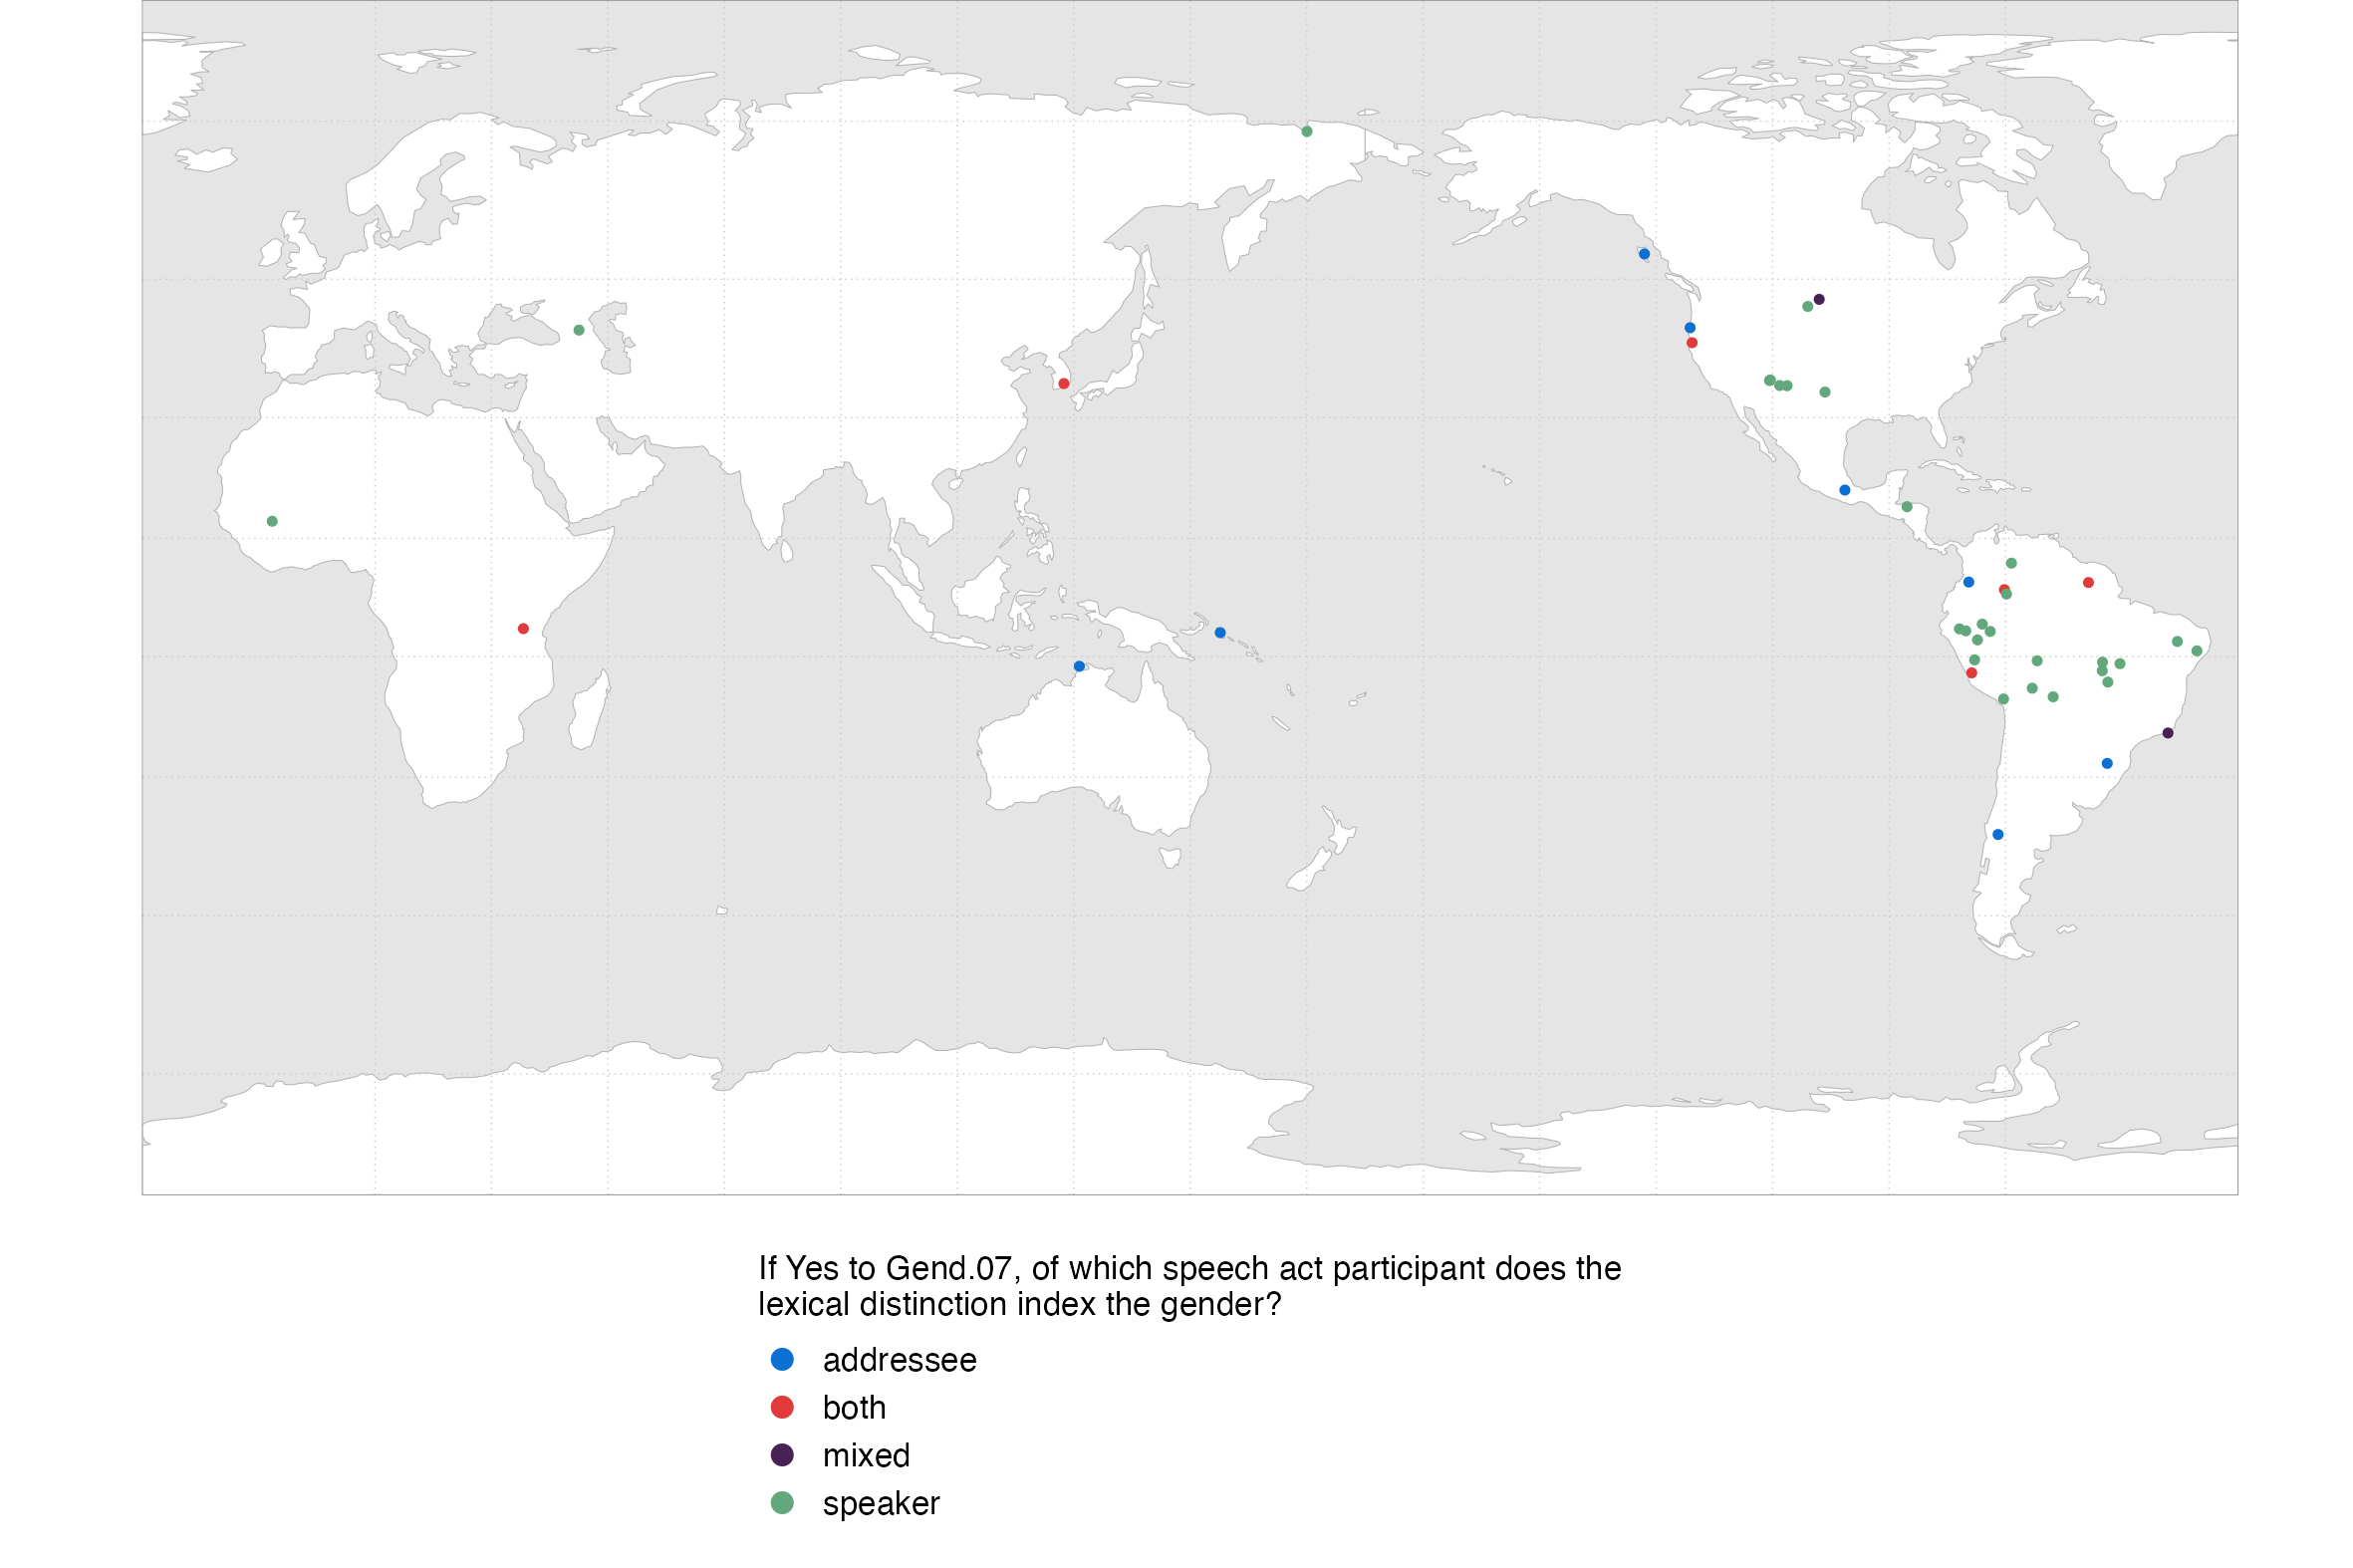 If Yes to Gend.07, of which speech act participant does the
lexical distinction index the gender?
addressee
both
mixed
speaker